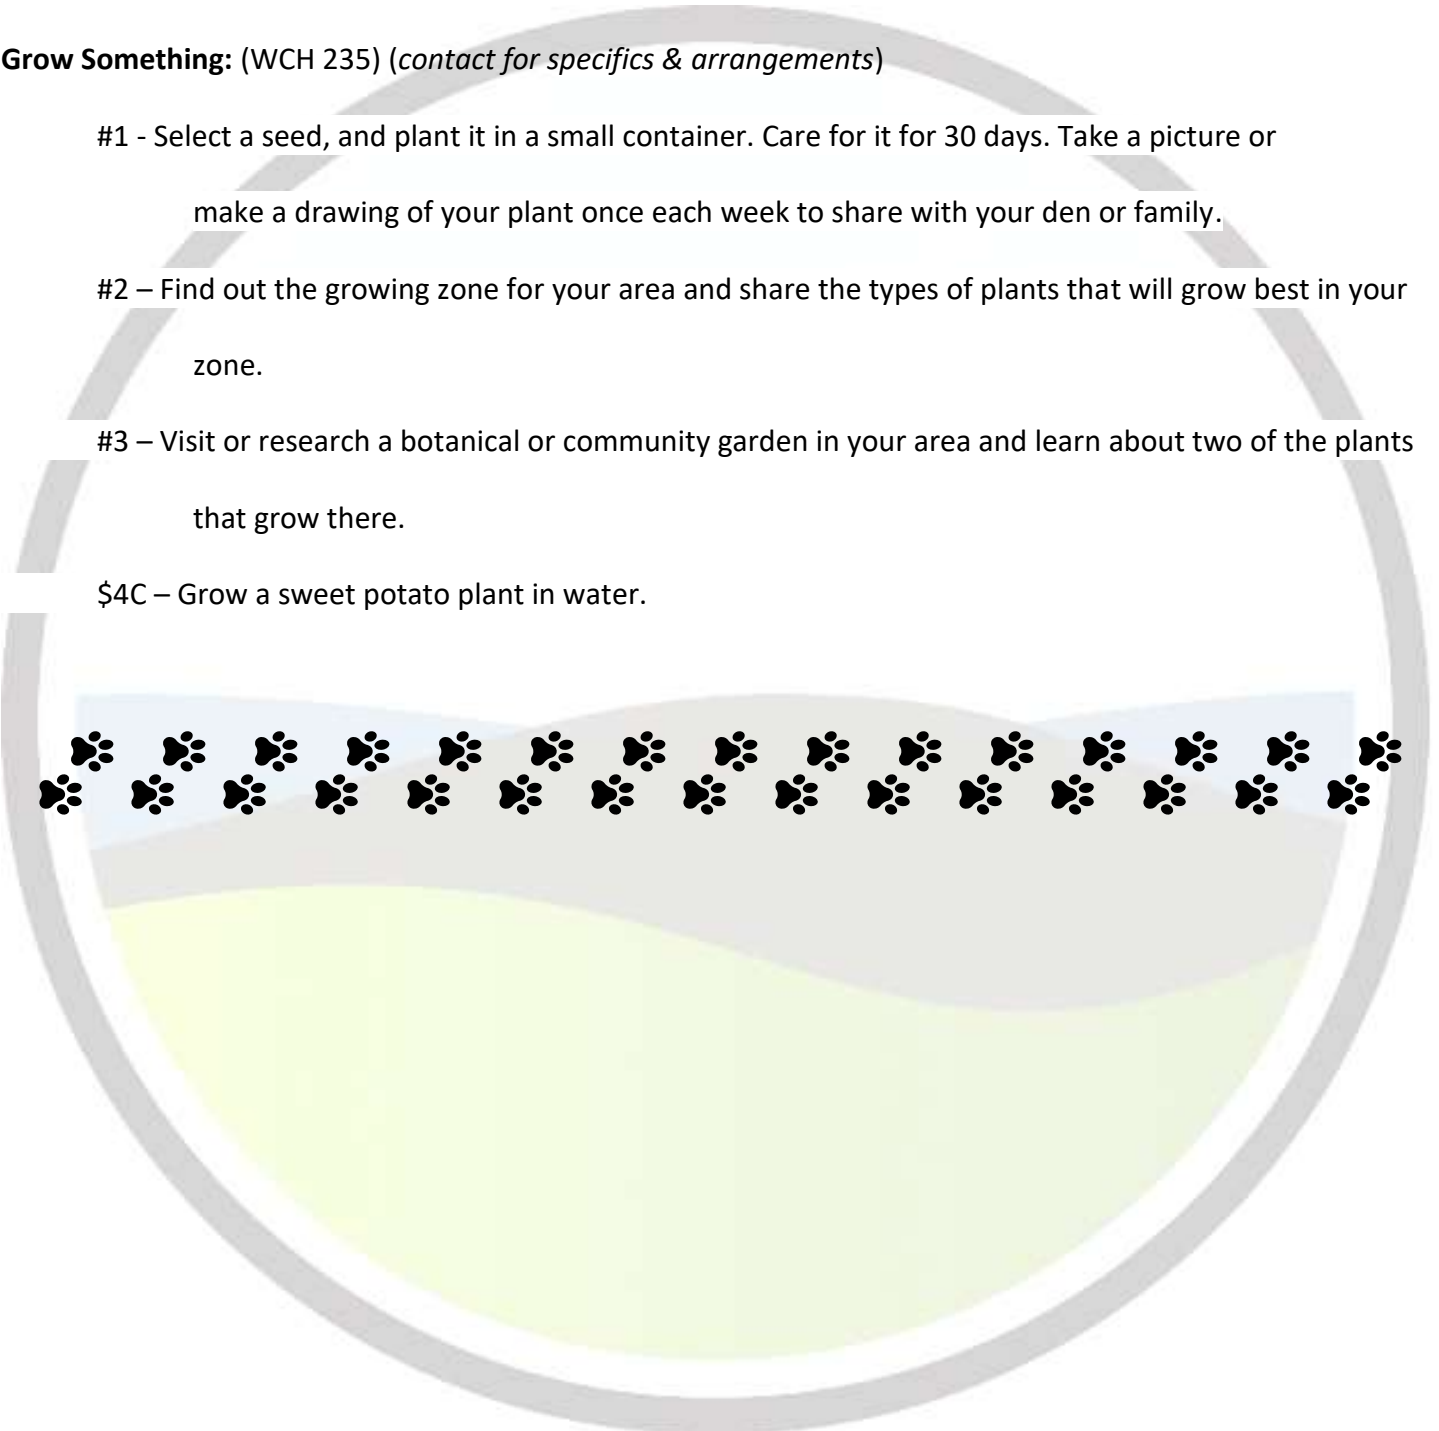 Grow Something: (WCH 235) (contact for specifics & arrangements)
#1 - Select a seed, and plant it in a small container. Care for it for 30 days. Take a picture or
make a drawing of your plant once each week to share with your den or family.
#2 – Find out the growing zone for your area and share the types of plants that will grow best in your
zone.
#3 – Visit or research a botanical or community garden in your area and learn about two of the plants
that grow there.
$4C – Grow a sweet potato plant in water.